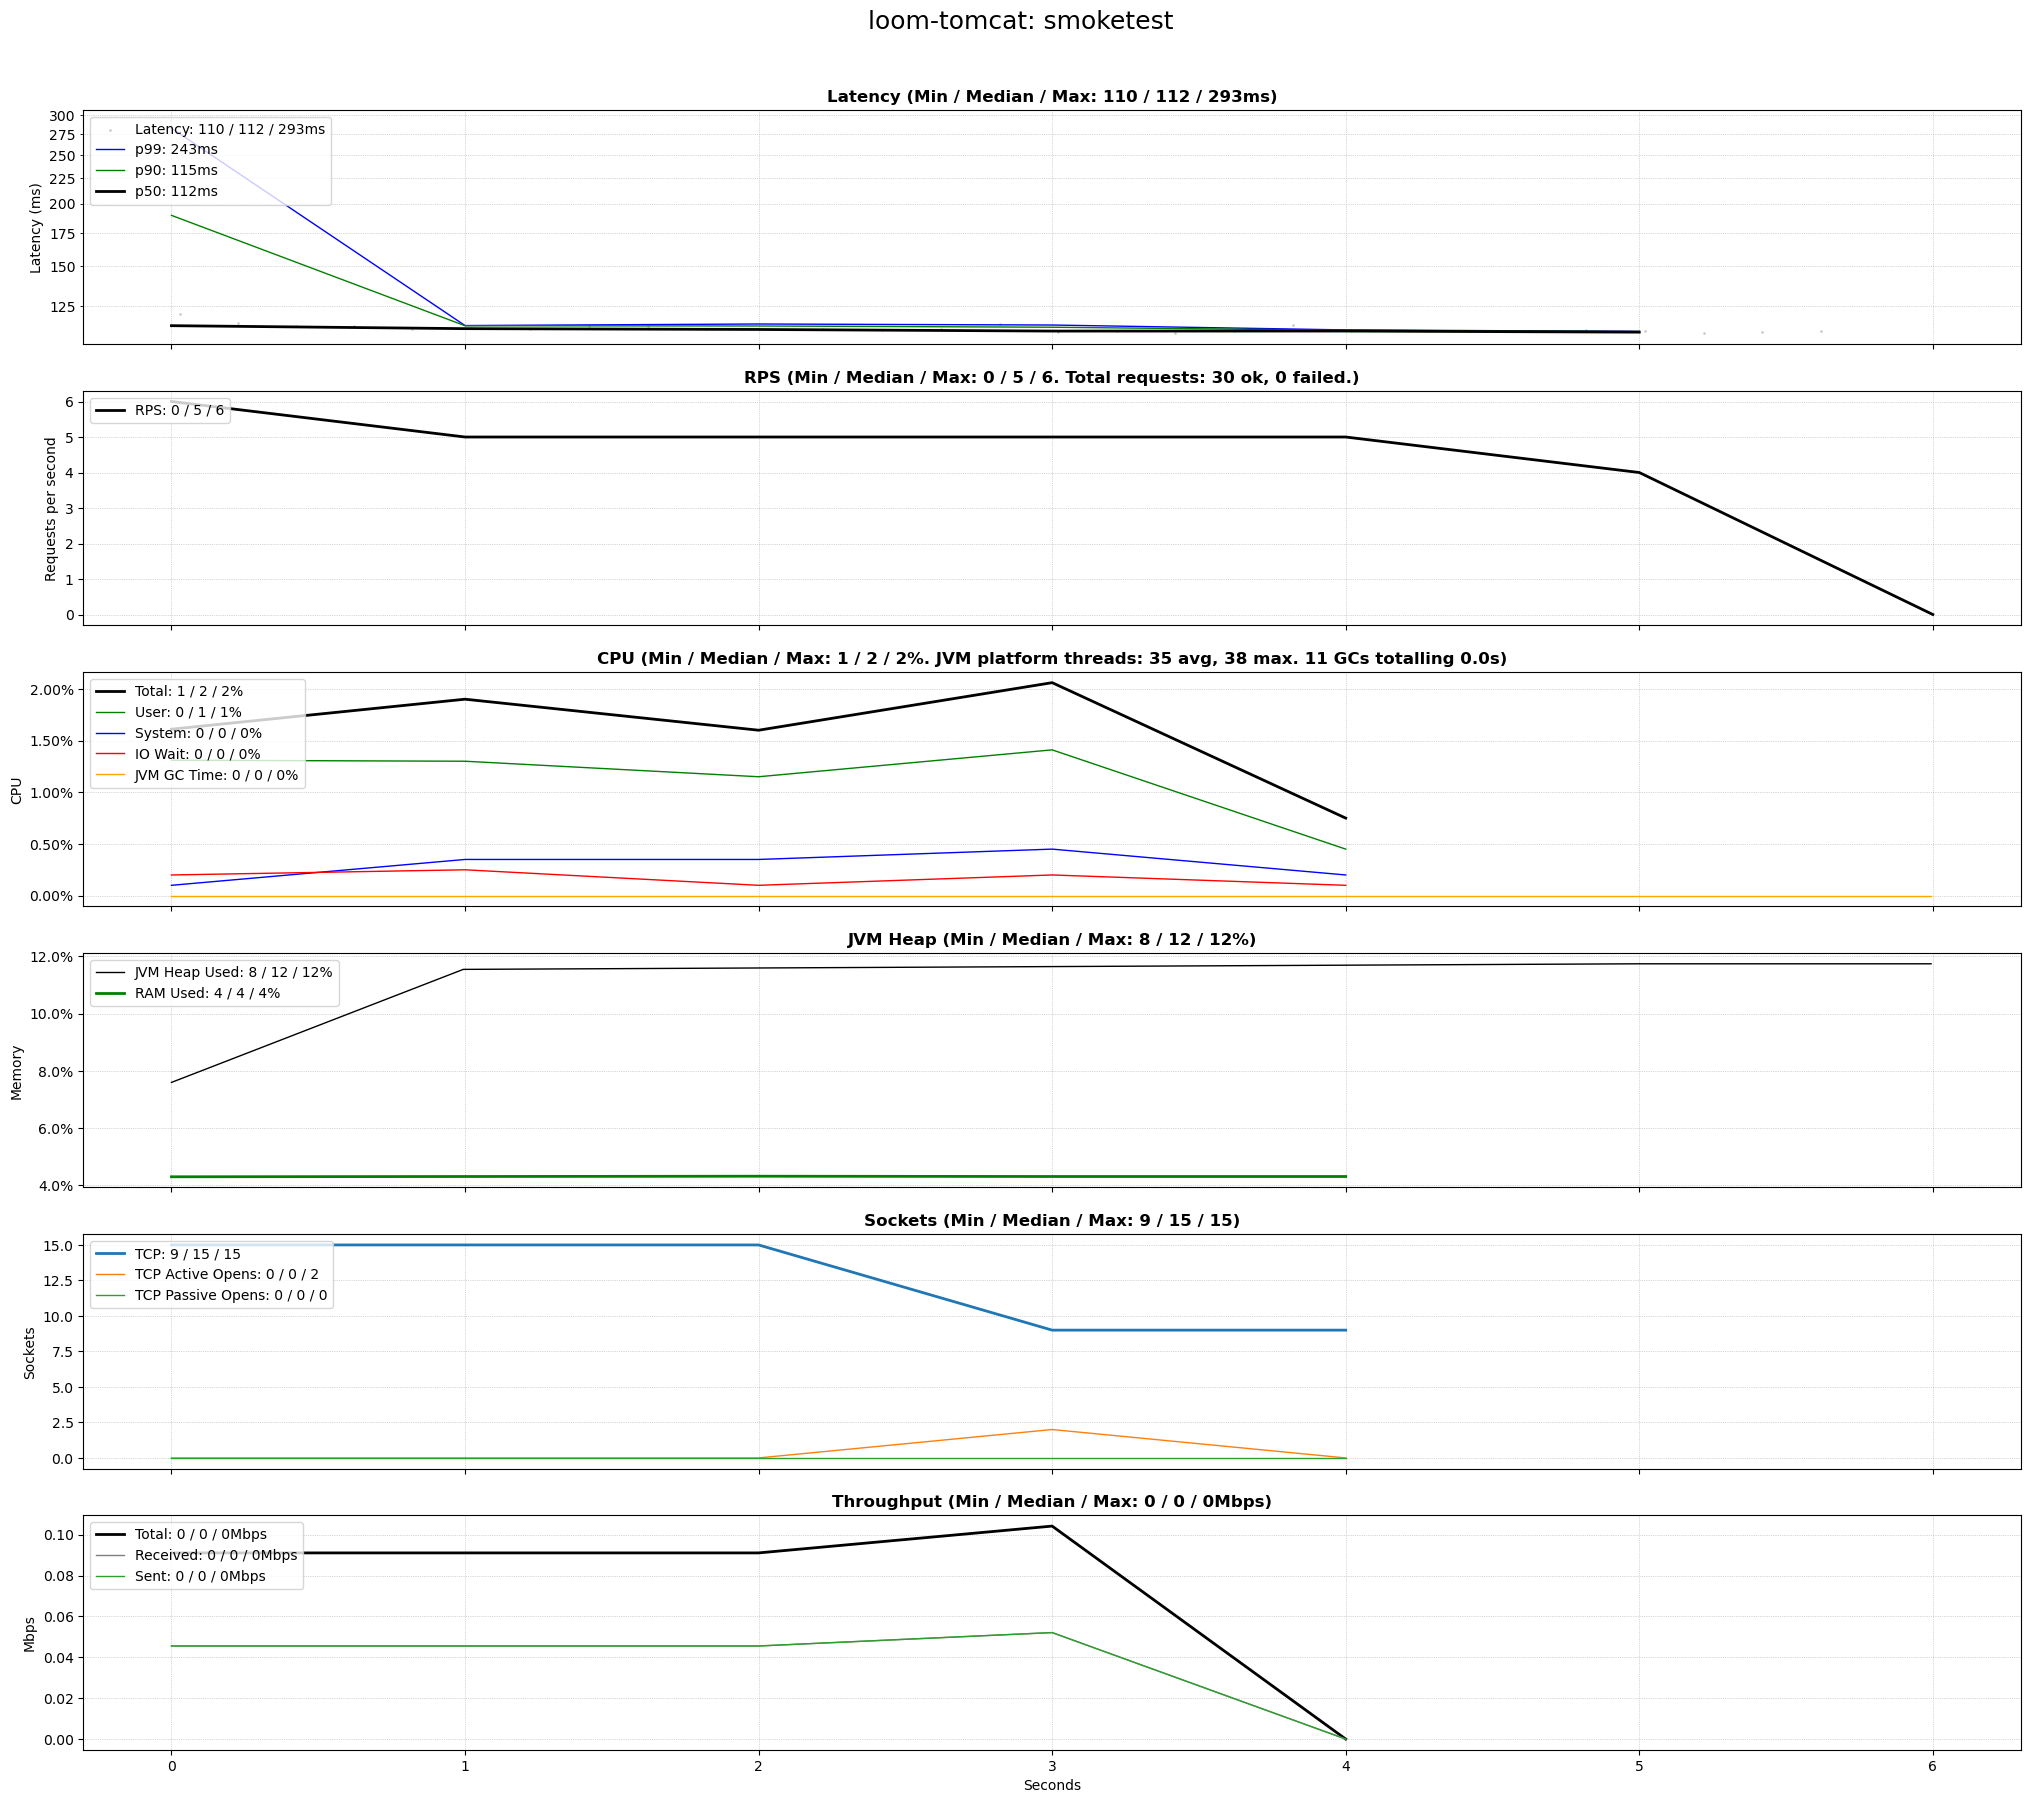 loom-tomcat: smoketest
Latency (Min / Median / Max: 110 / 112 / 293ms)
Latency (ms)
300
275
250
225
200
175
150
125
Latency: 110 / 112 / 293ms
p99: 243ms
p90: 115ms
p50: 112ms
RPS (Min / Median / Max: 0 / 5 / 6. Total requests: 30 ok, 0 failed.)
Requests per second
6
5
4
3
2
1
0
RPS: 0 / 5 / 6
CPU (Min / Median / Max: 1 / 2 / 2%. JVM platform threads: 35 avg, 38 max. 11 GCs totalling 0.0s)
CPU
2.00%
1.50%
1.00%
0.50%
0.00%
Total: 1 / 2 / 2%
User: 0 / 1 / 1%
System: 0 / 0 / 0%
IO Wait: 0 / 0 / 0%
JVM GC Time: 0 / 0 / 0%
JVM Heap (Min / Median / Max: 8 / 12 / 12%)
Memory
12.0%
10.0%
8.0%
6.0%
4.0%
JVM Heap Used: 8 / 12 / 12%
RAM Used: 4 / 4 / 4%
Sockets (Min / Median / Max: 9 / 15 / 15)
Sockets
15.0
12.5
10.0
7.5
5.0
2.5
0.0
TCP: 9 / 15 / 15
TCP Active Opens: 0 / 0 / 2
TCP Passive Opens: 0 / 0 / 0
Throughput (Min / Median / Max: 0 / 0 / 0Mbps)
Mbps
0.10
0.08
0.06
0.04
0.02
0.00
Total: 0 / 0 / 0Mbps
Received: 0 / 0 / 0Mbps
Sent: 0 / 0 / 0Mbps
0 1 2 3 4 5 6
Seconds